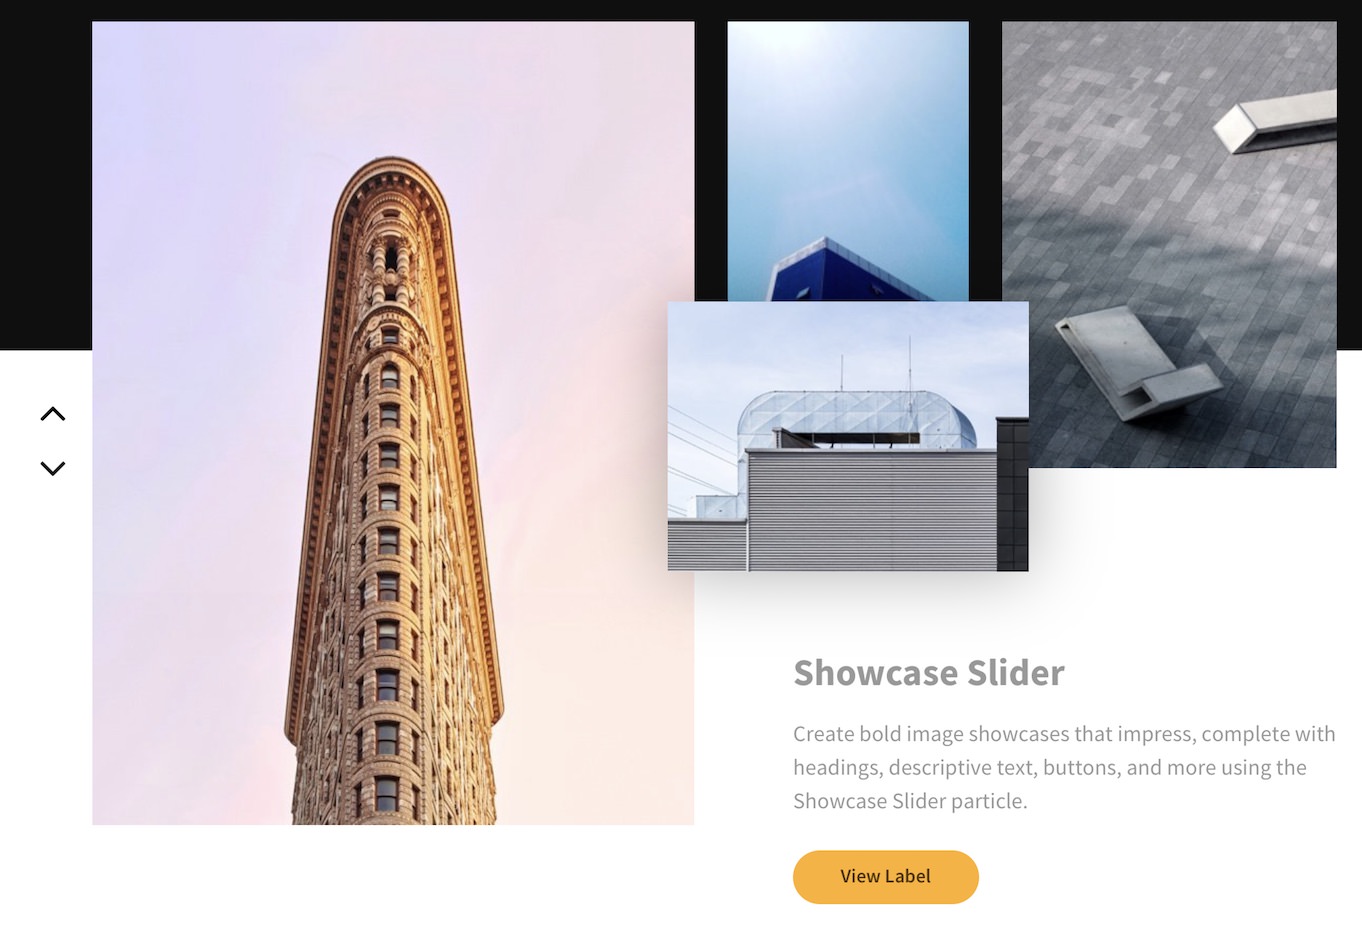 Showcase Slider
Create bold image showcases that impress, complete with
headings, descriptive text, buttons, and more using the
Showcase Slider particle.
View Label